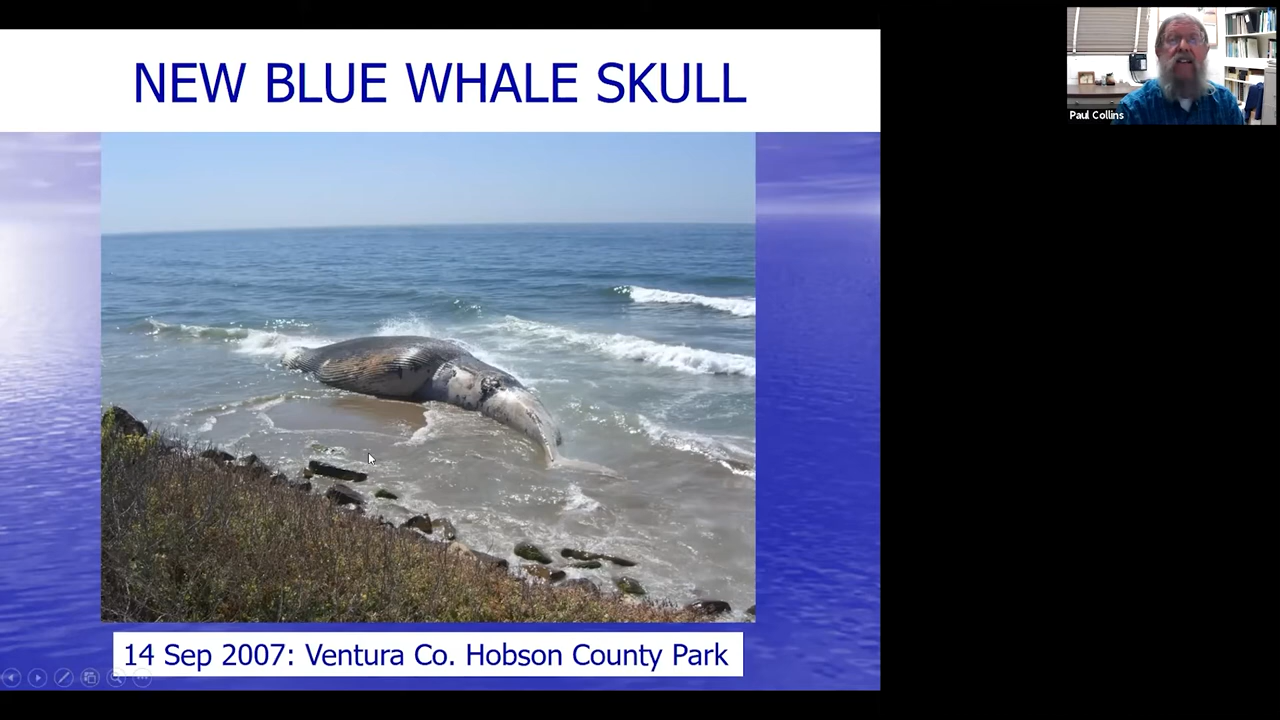 NEW BLUE WHALE SKULL
Paul Collins
14 Sep 2007: Ventura Co. Hobson County Park